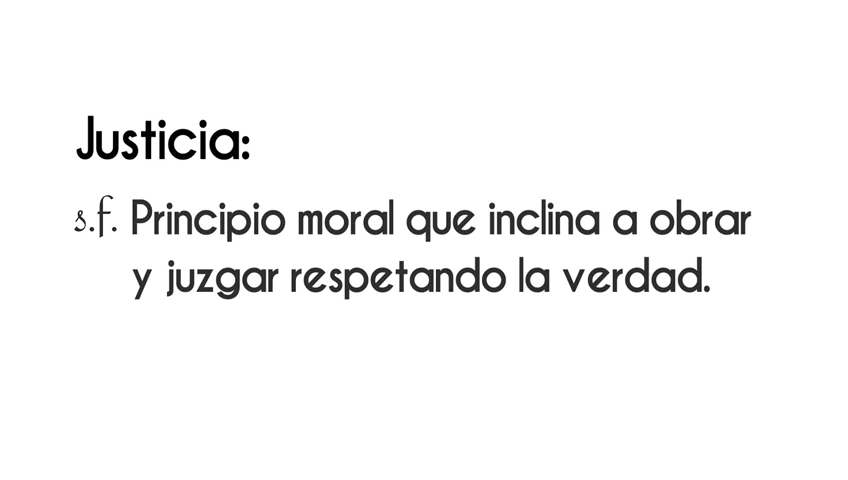 Justicia:
s.f. Principio moral que inclina a obrar
y juzgar respetando la verdad.